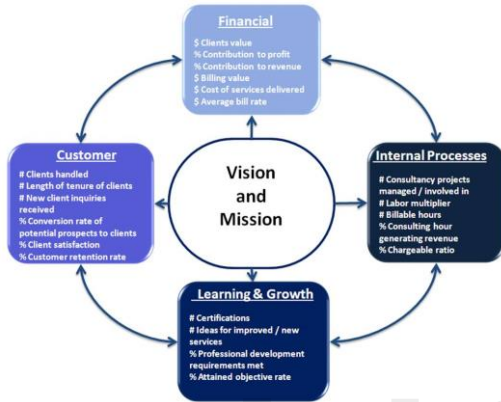 Financial
$ Clients value
% Contribution to profit
% Contribution to revenue
$ Billing value
$ Cost of services delivered
$ Average bill rate
Customer
# Clients handled
# Length of tenure of clients
# New client inquiries
received
% Conversion rate of
potential prospects to clients
% Client satisfaction
% Customer retention rate
Vision
and
Mission
Internal Processes
# Consultancy projects
managed / involved in
# Labor multiplier
# Billable hours
% Consulting hour
generating revenue
% Chargeable ratio
Learning & Growth
# Certifications
# Ideas for improved / new
services
% Professional development
requirements met
% Attained objective rate